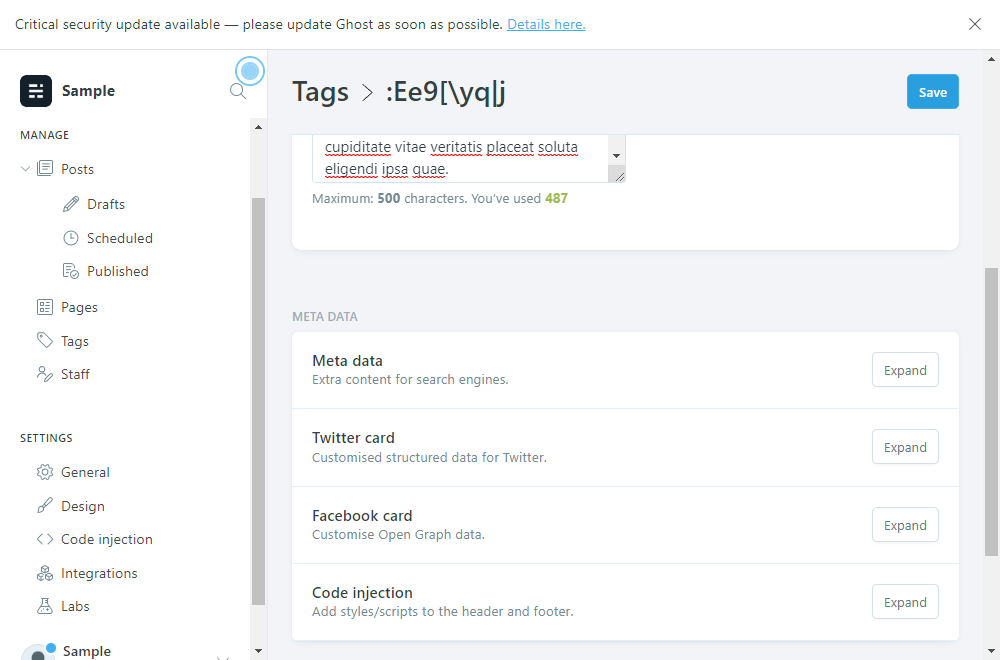 Critical security update available — please update Ghost as soon as possible. Details here.
Sample
MANAGE
Posts
Drafts
Scheduled
Published
Pages
Tags
Staff
SETTINGS
General
Design
Code injection
Integrations
Labs
Sample
Tags > :Ee9[\yq|j
Save
cupiditate vitae veritatis placeat soluta
eligendi ipsa quae.
Maximum: 500 characters. You’ve used 487
META DATA
Meta data
Extra content for search engines.
Expand
Twitter card
Customised structured data for Twitter.
Expand
Facebook card
Customise Open Graph data.
Expand
Code injection
Add styles/scripts to the header and footer.
Expand